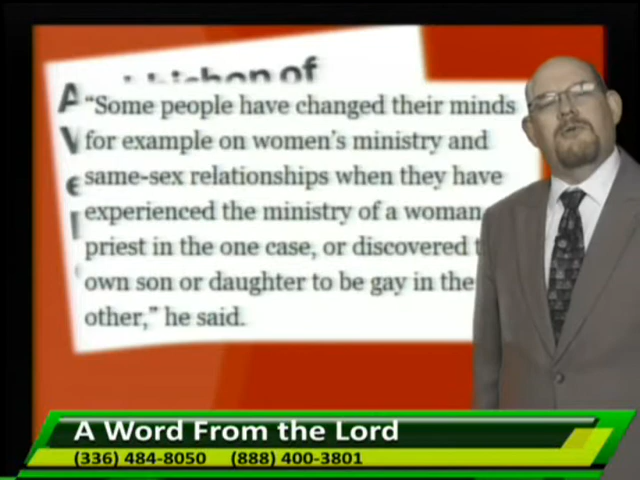 bishop of
“Some people have changed their minds
for example on women’s ministry and
same-sex relationships when they have
experienced the ministry of a woman
priest in the one case, or discovered
own son or daughter to be gay in the
other,” he said.
A Word From the Lord
(336) 484-8050 (888) 400-3801